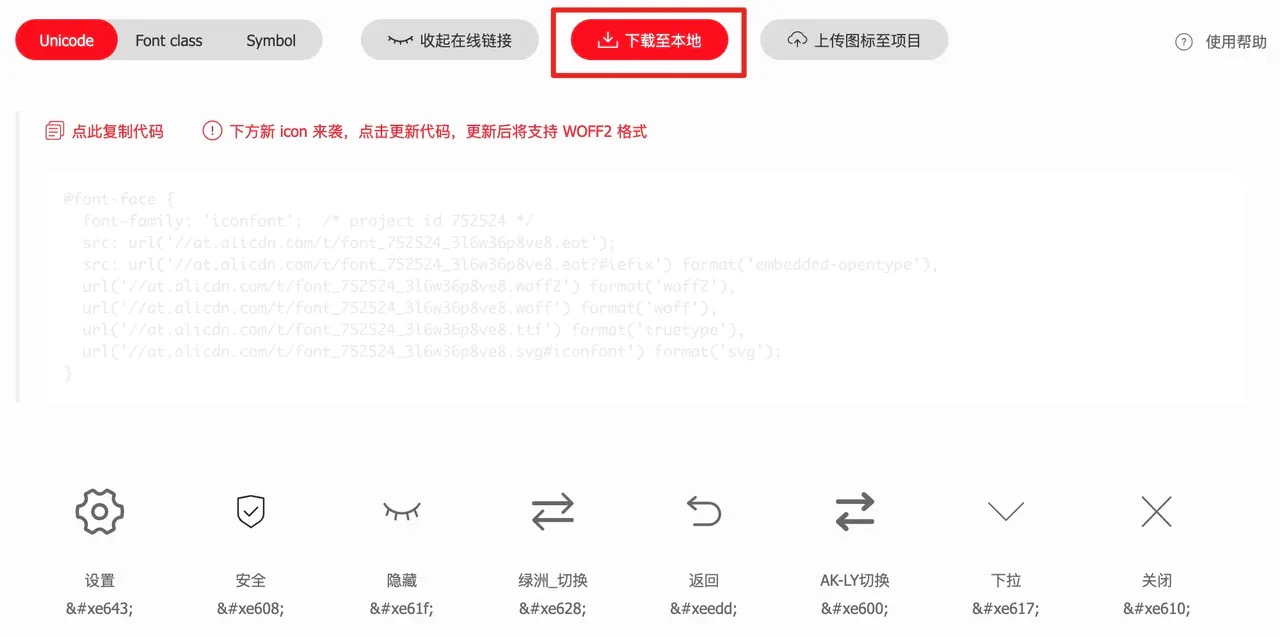 Unicode Font class Symbol 收起在线链接 下载至本地 上传图标至项目 使用帮助
点此复制代码 下方新 icon 来袭，点击更新代码，更新后将支持 WOFF2 格式
@font-face {
font-family: 'iconfont'; /* project id 752524 */
src: url('//at.alicdn.com/t/font_752524_3l6w36p8ve8.eot');
src: url('//at.alicdn.com/t/font_752524_3l6w36p8ve8.eot?#iefix') format('embedded-opentype'),
url('//at.alicdn.com/t/font_752524_3l6w36p8ve8.woff2') format('woff2'),
url('//at.alicdn.com/t/font_752524_3l6w36p8ve8.woff') format('woff'),
url('//at.alicdn.com/t/font_752524_3l6w36p8ve8.ttf') format('truetype'),
url('//at.alicdn.com/t/font_752524_3l6w36p8ve8.svg#iconfont') format('svg');
}
设置 安全 隐藏 绿洲_切换 返回 AK-LY切换 下拉 关闭
&#xe643; &#xe608; &#xe61f; &#xe628; &#xeedd; &#xe600; &#xe617; &#xe610;